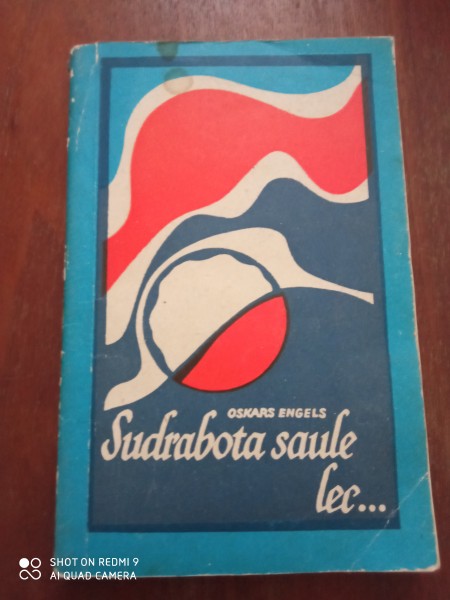 OSKARS ENGELS
Sudrabota saule
lec...
SHOT ON REDMI 9
AI QUAD CAMERA